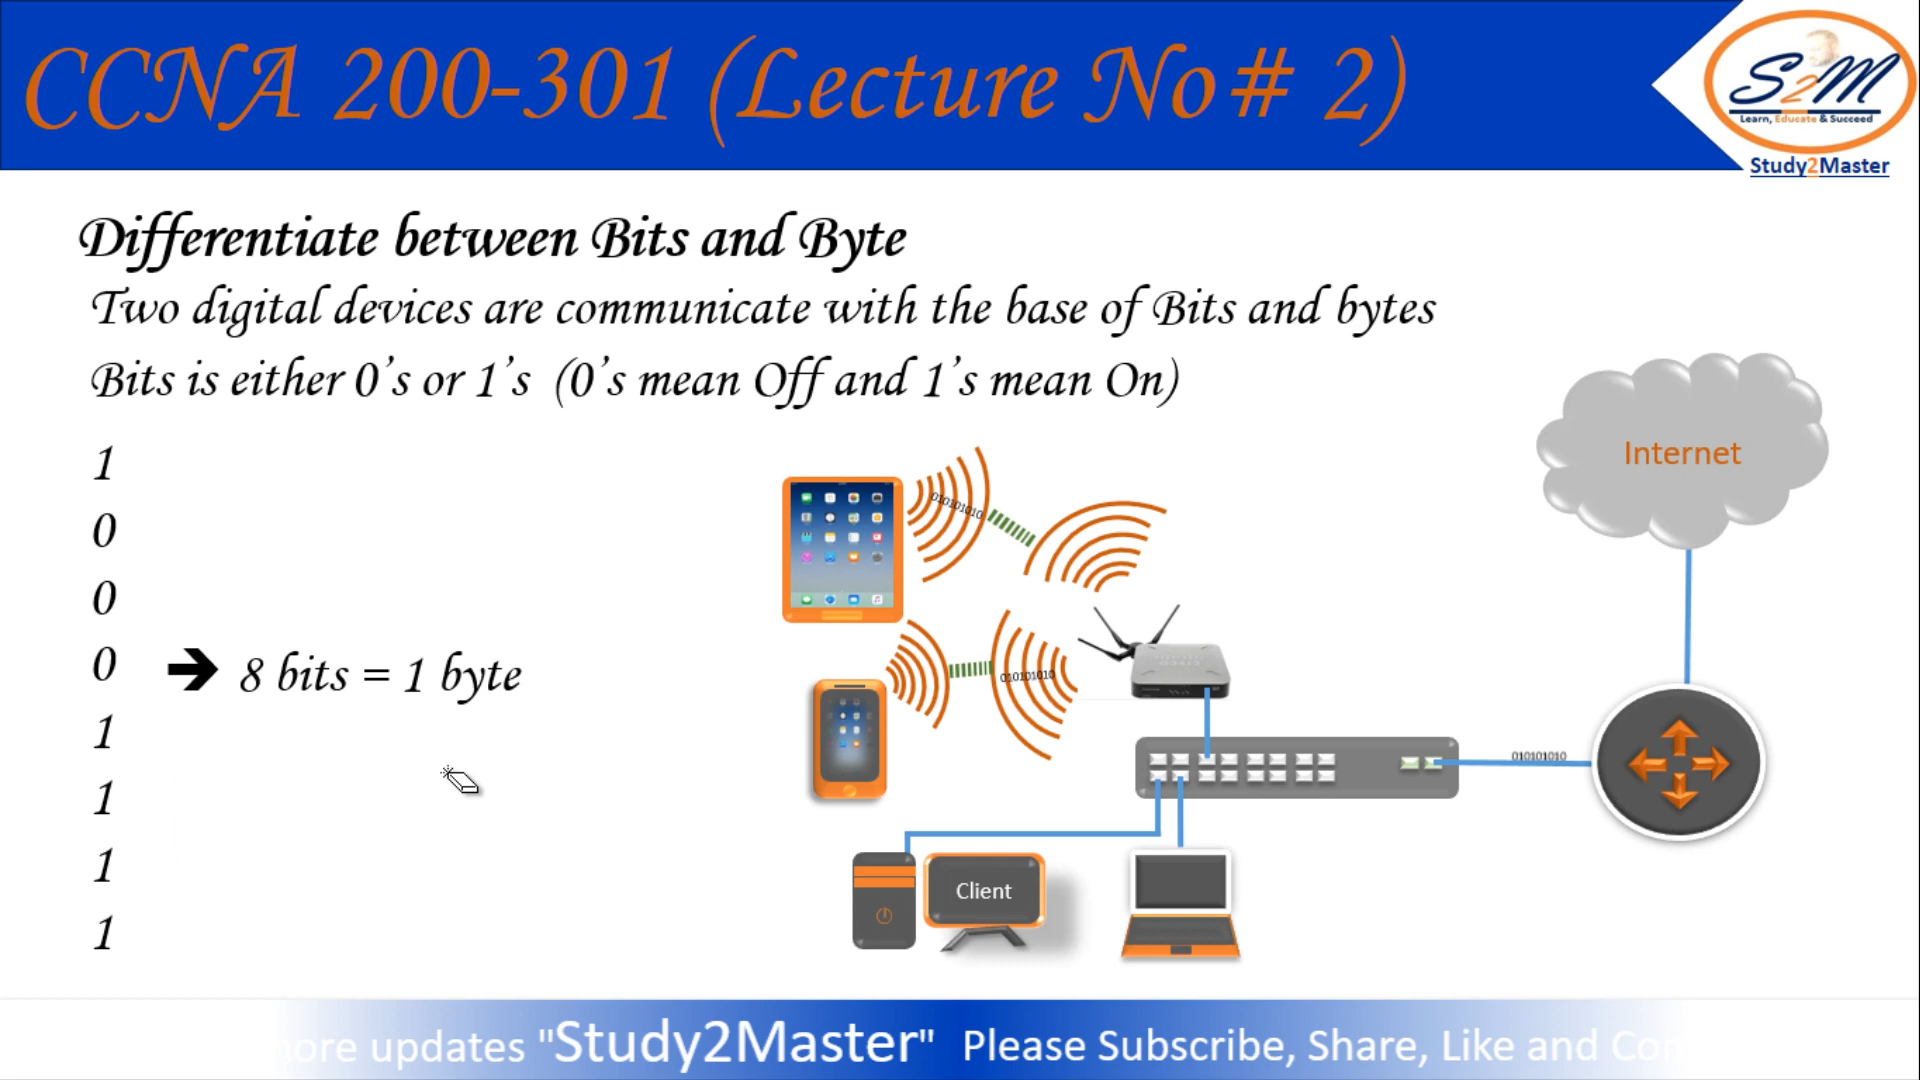 CCNA 200-301 (Lecture No# 2)
S2M
Learn, Educate & Succeed
Study2Master
Differentiate between Bits and Byte
Two digital devices are communicate with the base of Bits and bytes
Bits is either 0's or 1's (0's mean Off and 1's mean On)
1
0
0
0
1
1
1
1
➔ 8 bits = 1 byte
Internet
010101010
010101010
010101010
Client
more updates "Study2Master" Please Subscribe, Share, Like and